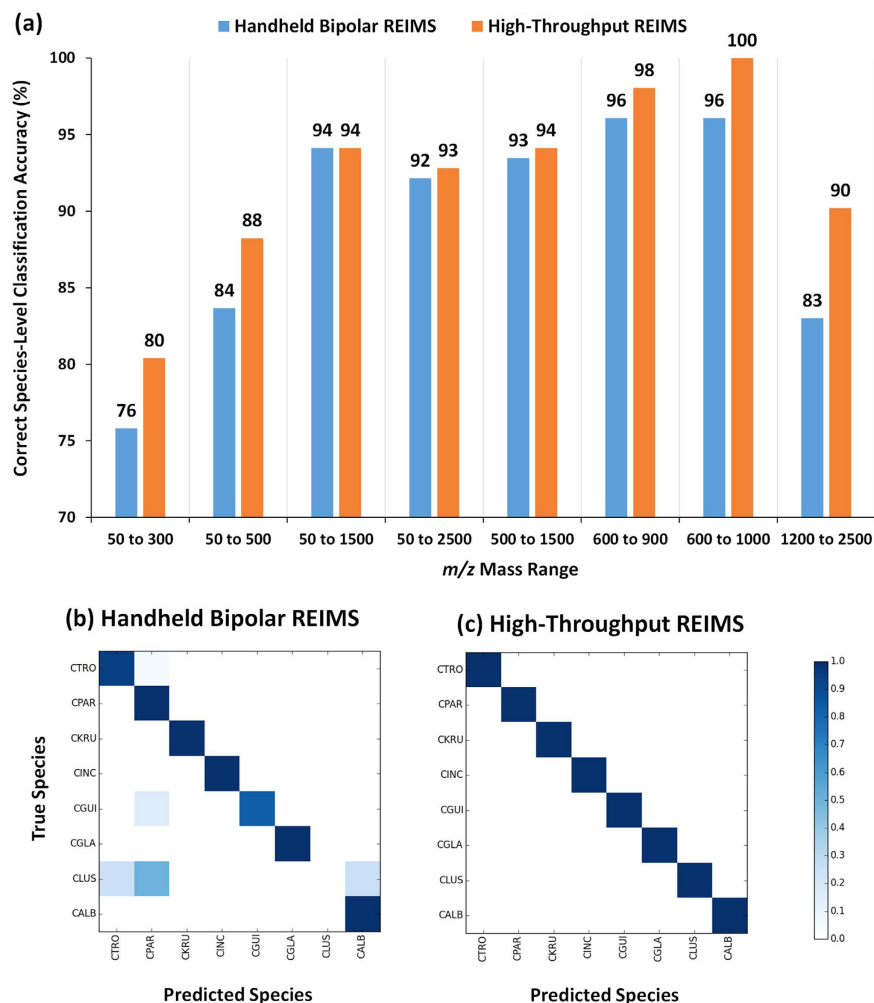 (a)
Handheld Bipolar REIMS
High-Throughput REIMS
Correct Species-Level Classification Accuracy (%)
100
95
90
85
80
75
70
76
80
84
88
94
94
92
93
93
94
96
98
96
100
83
90
50 to 300
50 to 500
50 to 1500
50 to 2500
500 to 1500
600 to 900
600 to 1000
1200 to 2500
m/z Mass Range
(b) Handheld Bipolar REIMS
True Species
CTRO
CPAR
CKRU
CINC
CGUI
CGLA
CLUS
CALB
CTRO
CPAR
CKRU
CINC
CGUI
CGLA
CLUS
CALB
Predicted Species
(c) High-Throughput REIMS
CTRO
CPAR
CKRU
CINC
CGUI
CGLA
CLUS
CALB
CTRO
CPAR
CKRU
CINC
CGUI
CGLA
CLUS
CALB
Predicted Species
1.0
0.9
0.8
0.7
0.6
0.5
0.4
0.3
0.2
0.1
0.0